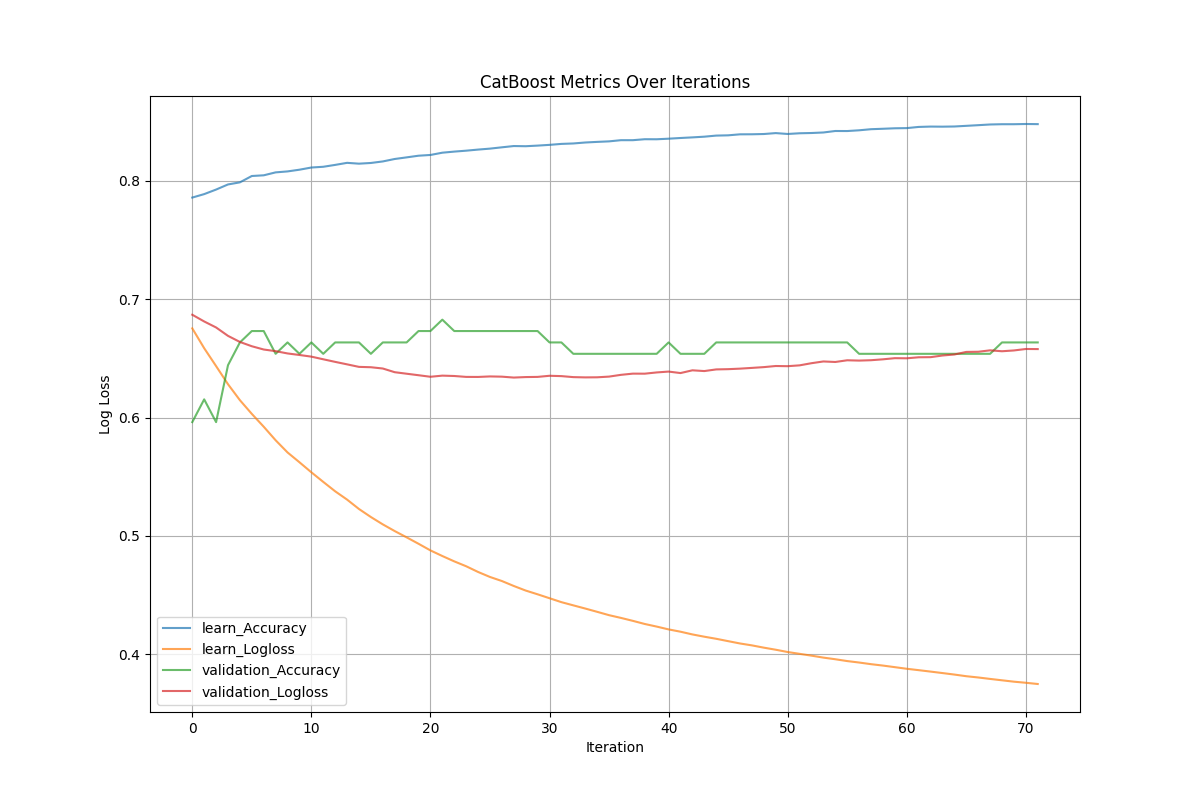 CatBoost Metrics Over Iterations
Log Loss
0.8
0.7
0.6
0.5
0.4
learn_Accuracy
learn_Logloss
validation_Accuracy
validation_Logloss
0 10 20 30 40 50 60 70
Iteration